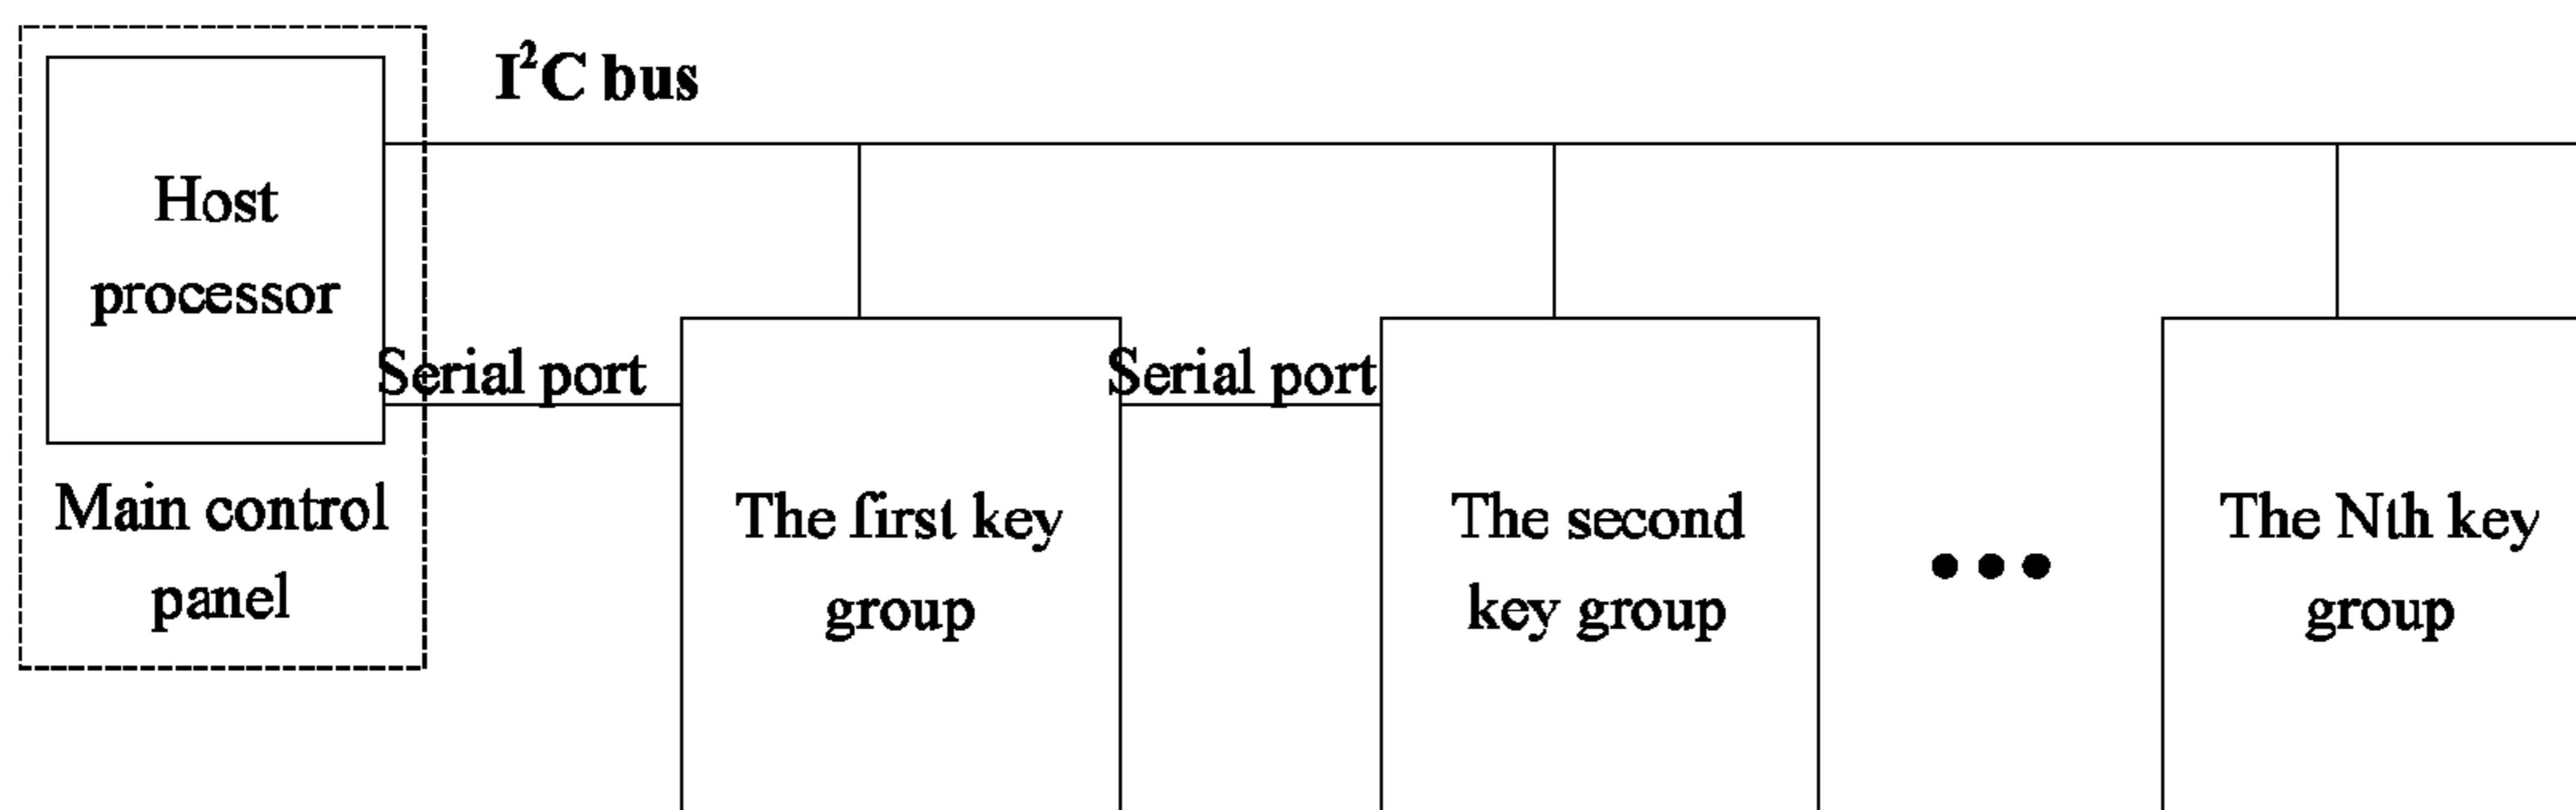 I²C bus
Host
processor
Serial port
Serial port
Main control
panel
The first key
group
The second
key group
The Nth key
group